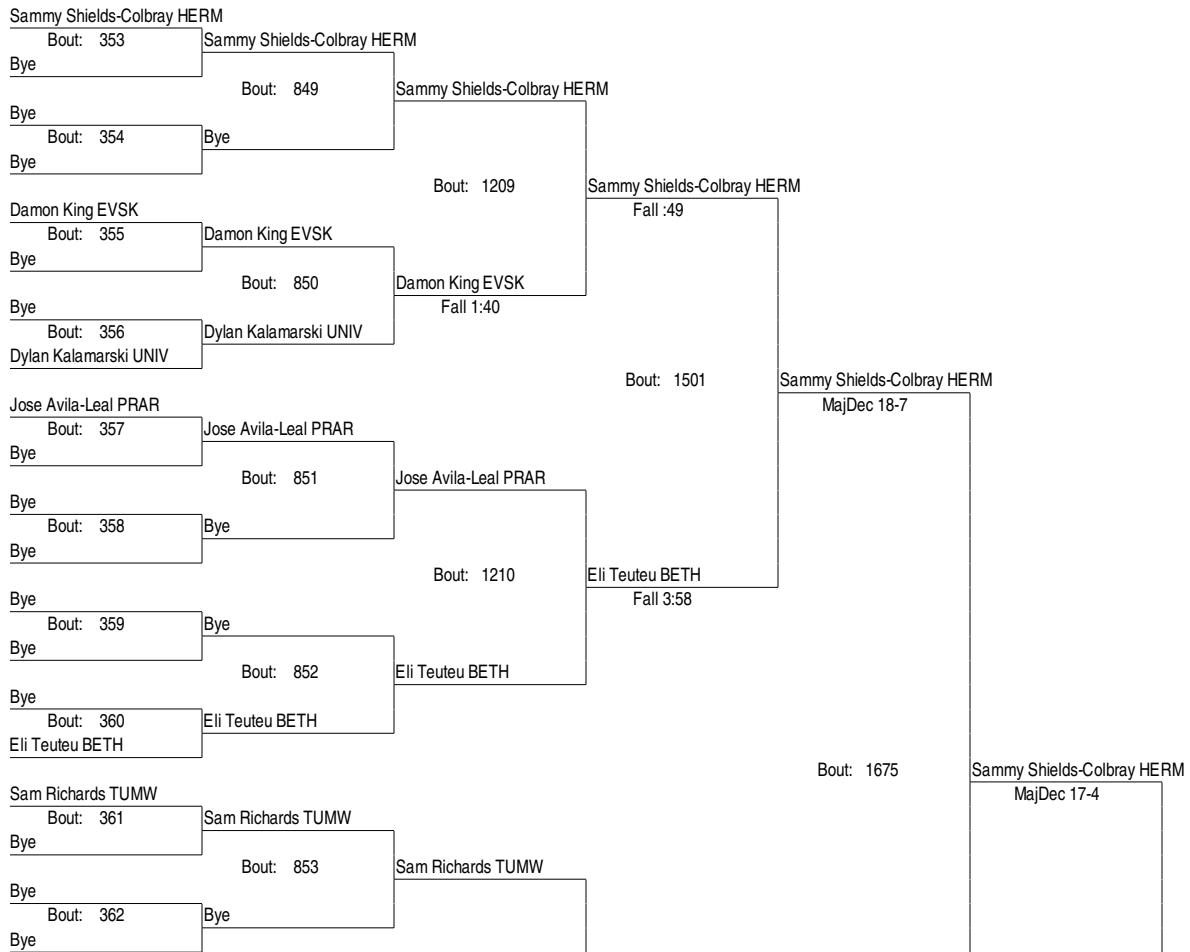 Sammy Shields-Colbray HERM
Bout: 353 Sammy Shields-Colbray HERM
Bye
Bout: 849 Sammy Shields-Colbray HERM
Bye
Bout: 354 Bye
Bye
Bout: 1209 Sammy Shields-Colbray HERM
Damon King EVSK Fall :49
Bout: 355 Damon King EVSK
Bye
Bout: 850 Damon King EVSK
Bye Fall 1:40
Bout: 356 Dylan Kalamarski UNIV
Dylan Kalamarski UNIV
Bout: 1501 Sammy Shields-Colbray HERM
Jose Avila-Leal PRAR MajDec 18-7
Bout: 357 Jose Avila-Leal PRAR
Bye
Bout: 851 Jose Avila-Leal PRAR
Bye
Bout: 358 Bye
Bye
Bout: 1210 Eli Teuteu BETH
Bye Fall 3:58
Bout: 359 Bye
Bye
Bout: 852 Eli Teuteu BETH
Bye
Bout: 360 Eli Teuteu BETH
Eli Teuteu BETH
Bout: 1675 Sammy Shields-Colbray HERM
Sam Richards TUMW MajDec 17-4
Bout: 361 Sam Richards TUMW
Bye
Bout: 853 Sam Richards TUMW
Bye
Bout: 362 Bye
Bye